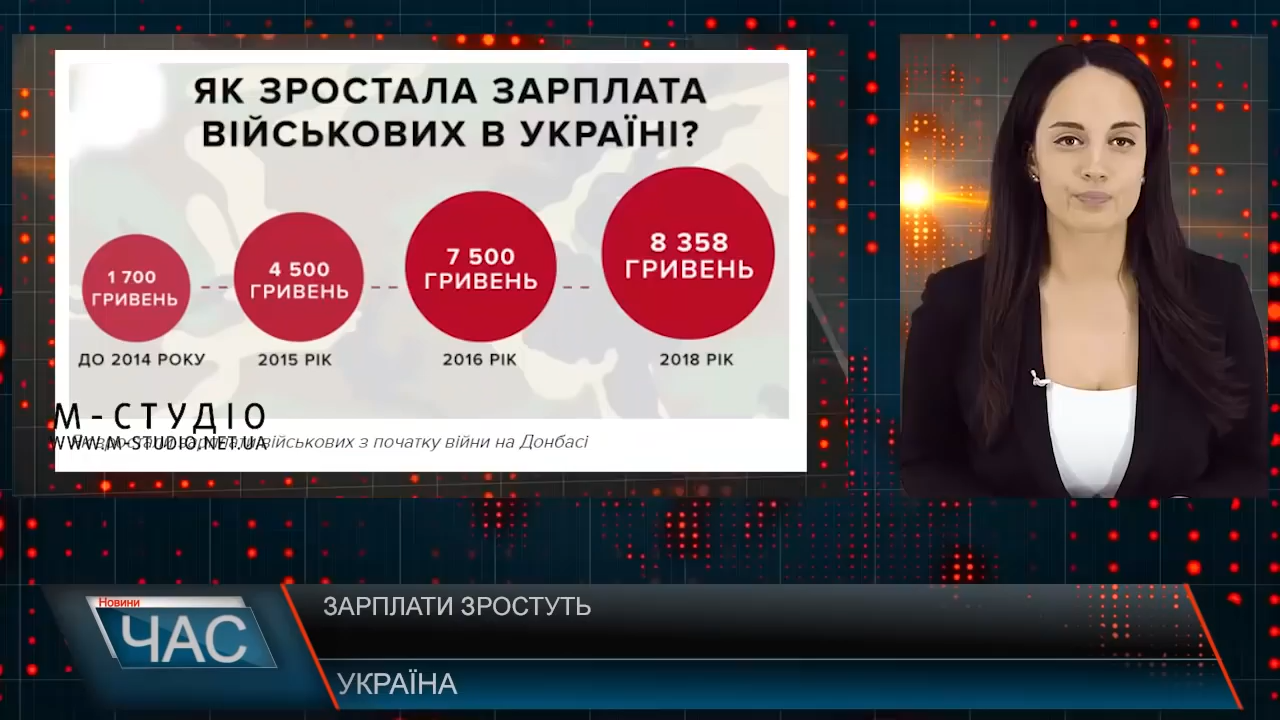 ЯК ЗРОСТАЛА ЗАРПЛАТА
ВІЙСЬКОВИХ В УКРАЇНІ?
1 700
ГРИВЕНЬ
4 500
ГРИВЕНЬ
7 500
ГРИВЕНЬ
8 358
ГРИВЕНЬ
ДО 2014 РОКУ
2015 РІК
2016 РІК
2018 РІК
М-СТУДІО
WWW.M-STUDIO.NET.UA
військових з початку війни на Донбасі
Новини
ЧАС
ЗАРПЛАТИ ЗРОСТУТЬ
УКРАЇНА